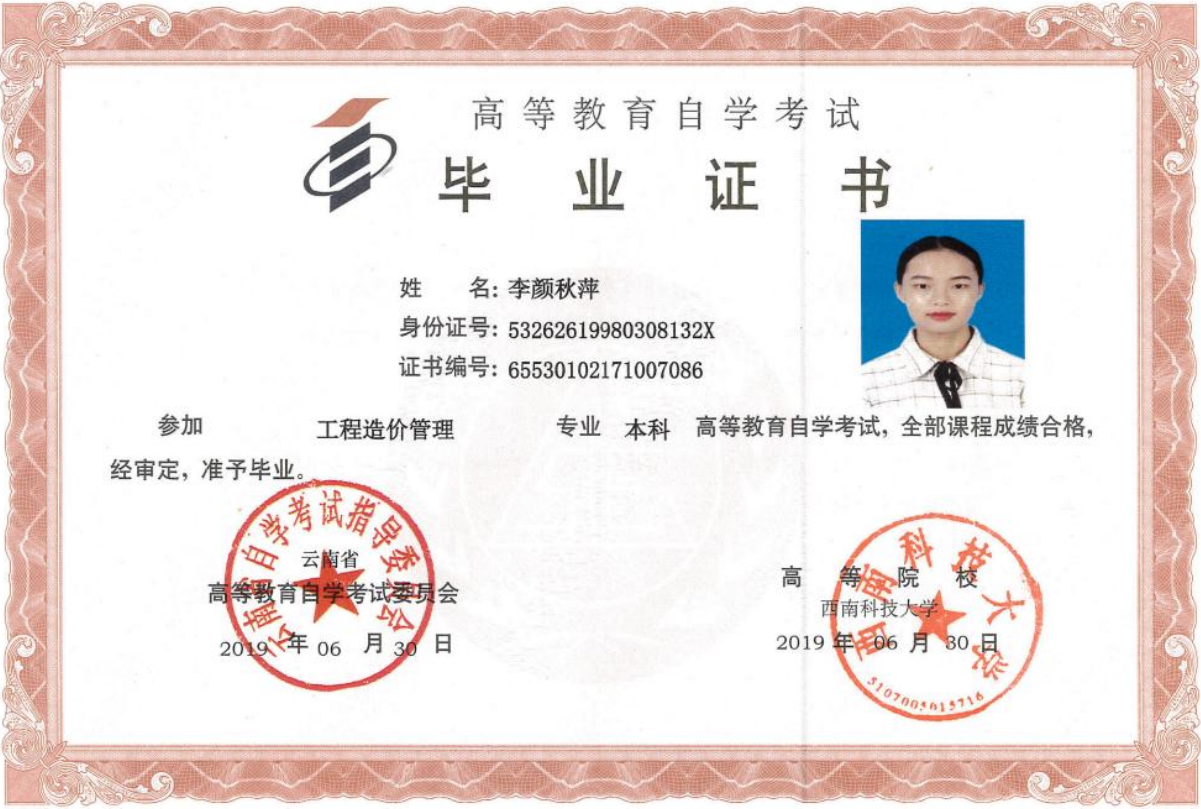 高等教育自学考试
毕业证书
姓 名: 李颜秋萍
身份证号: 53262619980308132X
证书编号: 65530102171007086
参加 工程造价管理 专业 本科 高等教育自学考试, 全部课程成绩合格,
经审定, 准予毕业。
云南省自学考试指导委员会
云南省
高等教育自学考试委员会
2019 年 06 月 30 日
西南科技大学
高等院校
西南科技大学
2019 年 06 月 30 日
5107005015716